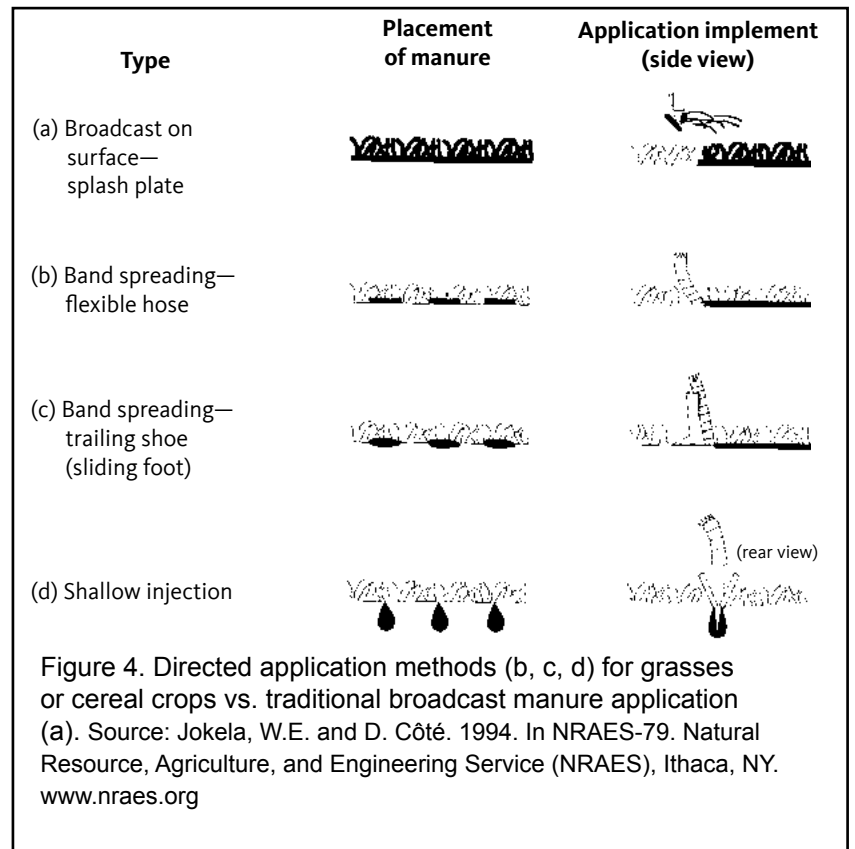 Type
Placement
of manure
Application implement
(side view)
(a) Broadcast on
surface—
splash plate
(b) Band spreading—
flexible hose
(c) Band spreading—
trailing shoe
(sliding foot)
(d) Shallow injection
(rear view)
Figure 4. Directed application methods (b, c, d) for grasses
or cereal crops vs. traditional broadcast manure application
(a). Source: Jokela, W.E. and D. Côté. 1994. In NRAES-79. Natural
Resource, Agriculture, and Engineering Service (NRAES), Ithaca, NY.
www.nraes.org